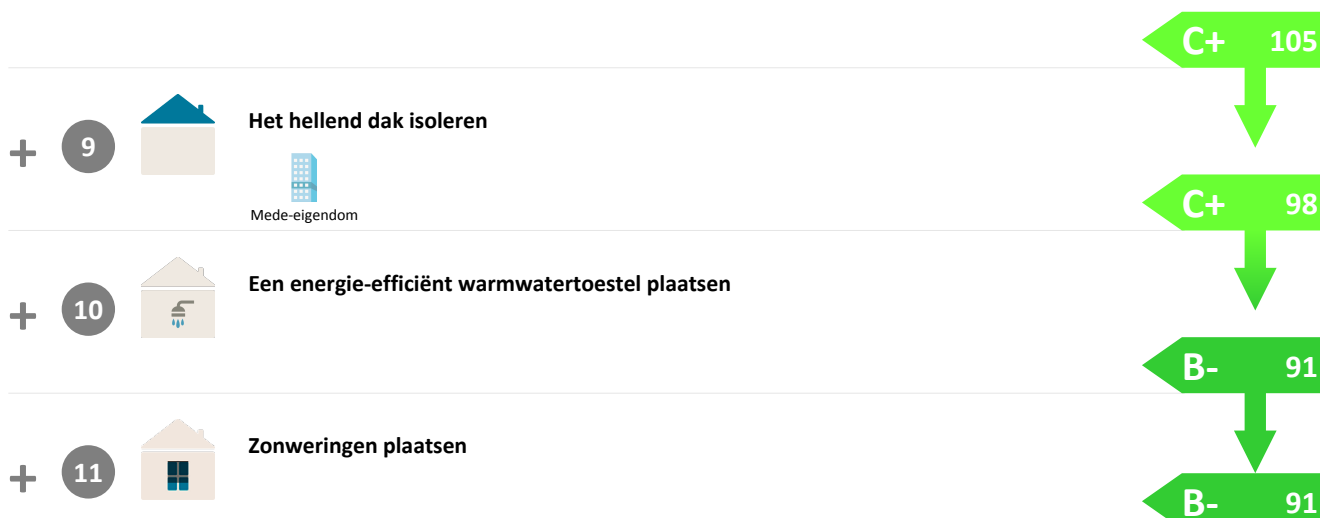 C+ 105
+ 9 Het hellend dak isoleren
Mede-eigendom
C+ 98
+ 10 Een energie-efficiënt warmwatertoestel plaatsen
B- 91
+ 11 Zonweringen plaatsen
B- 91